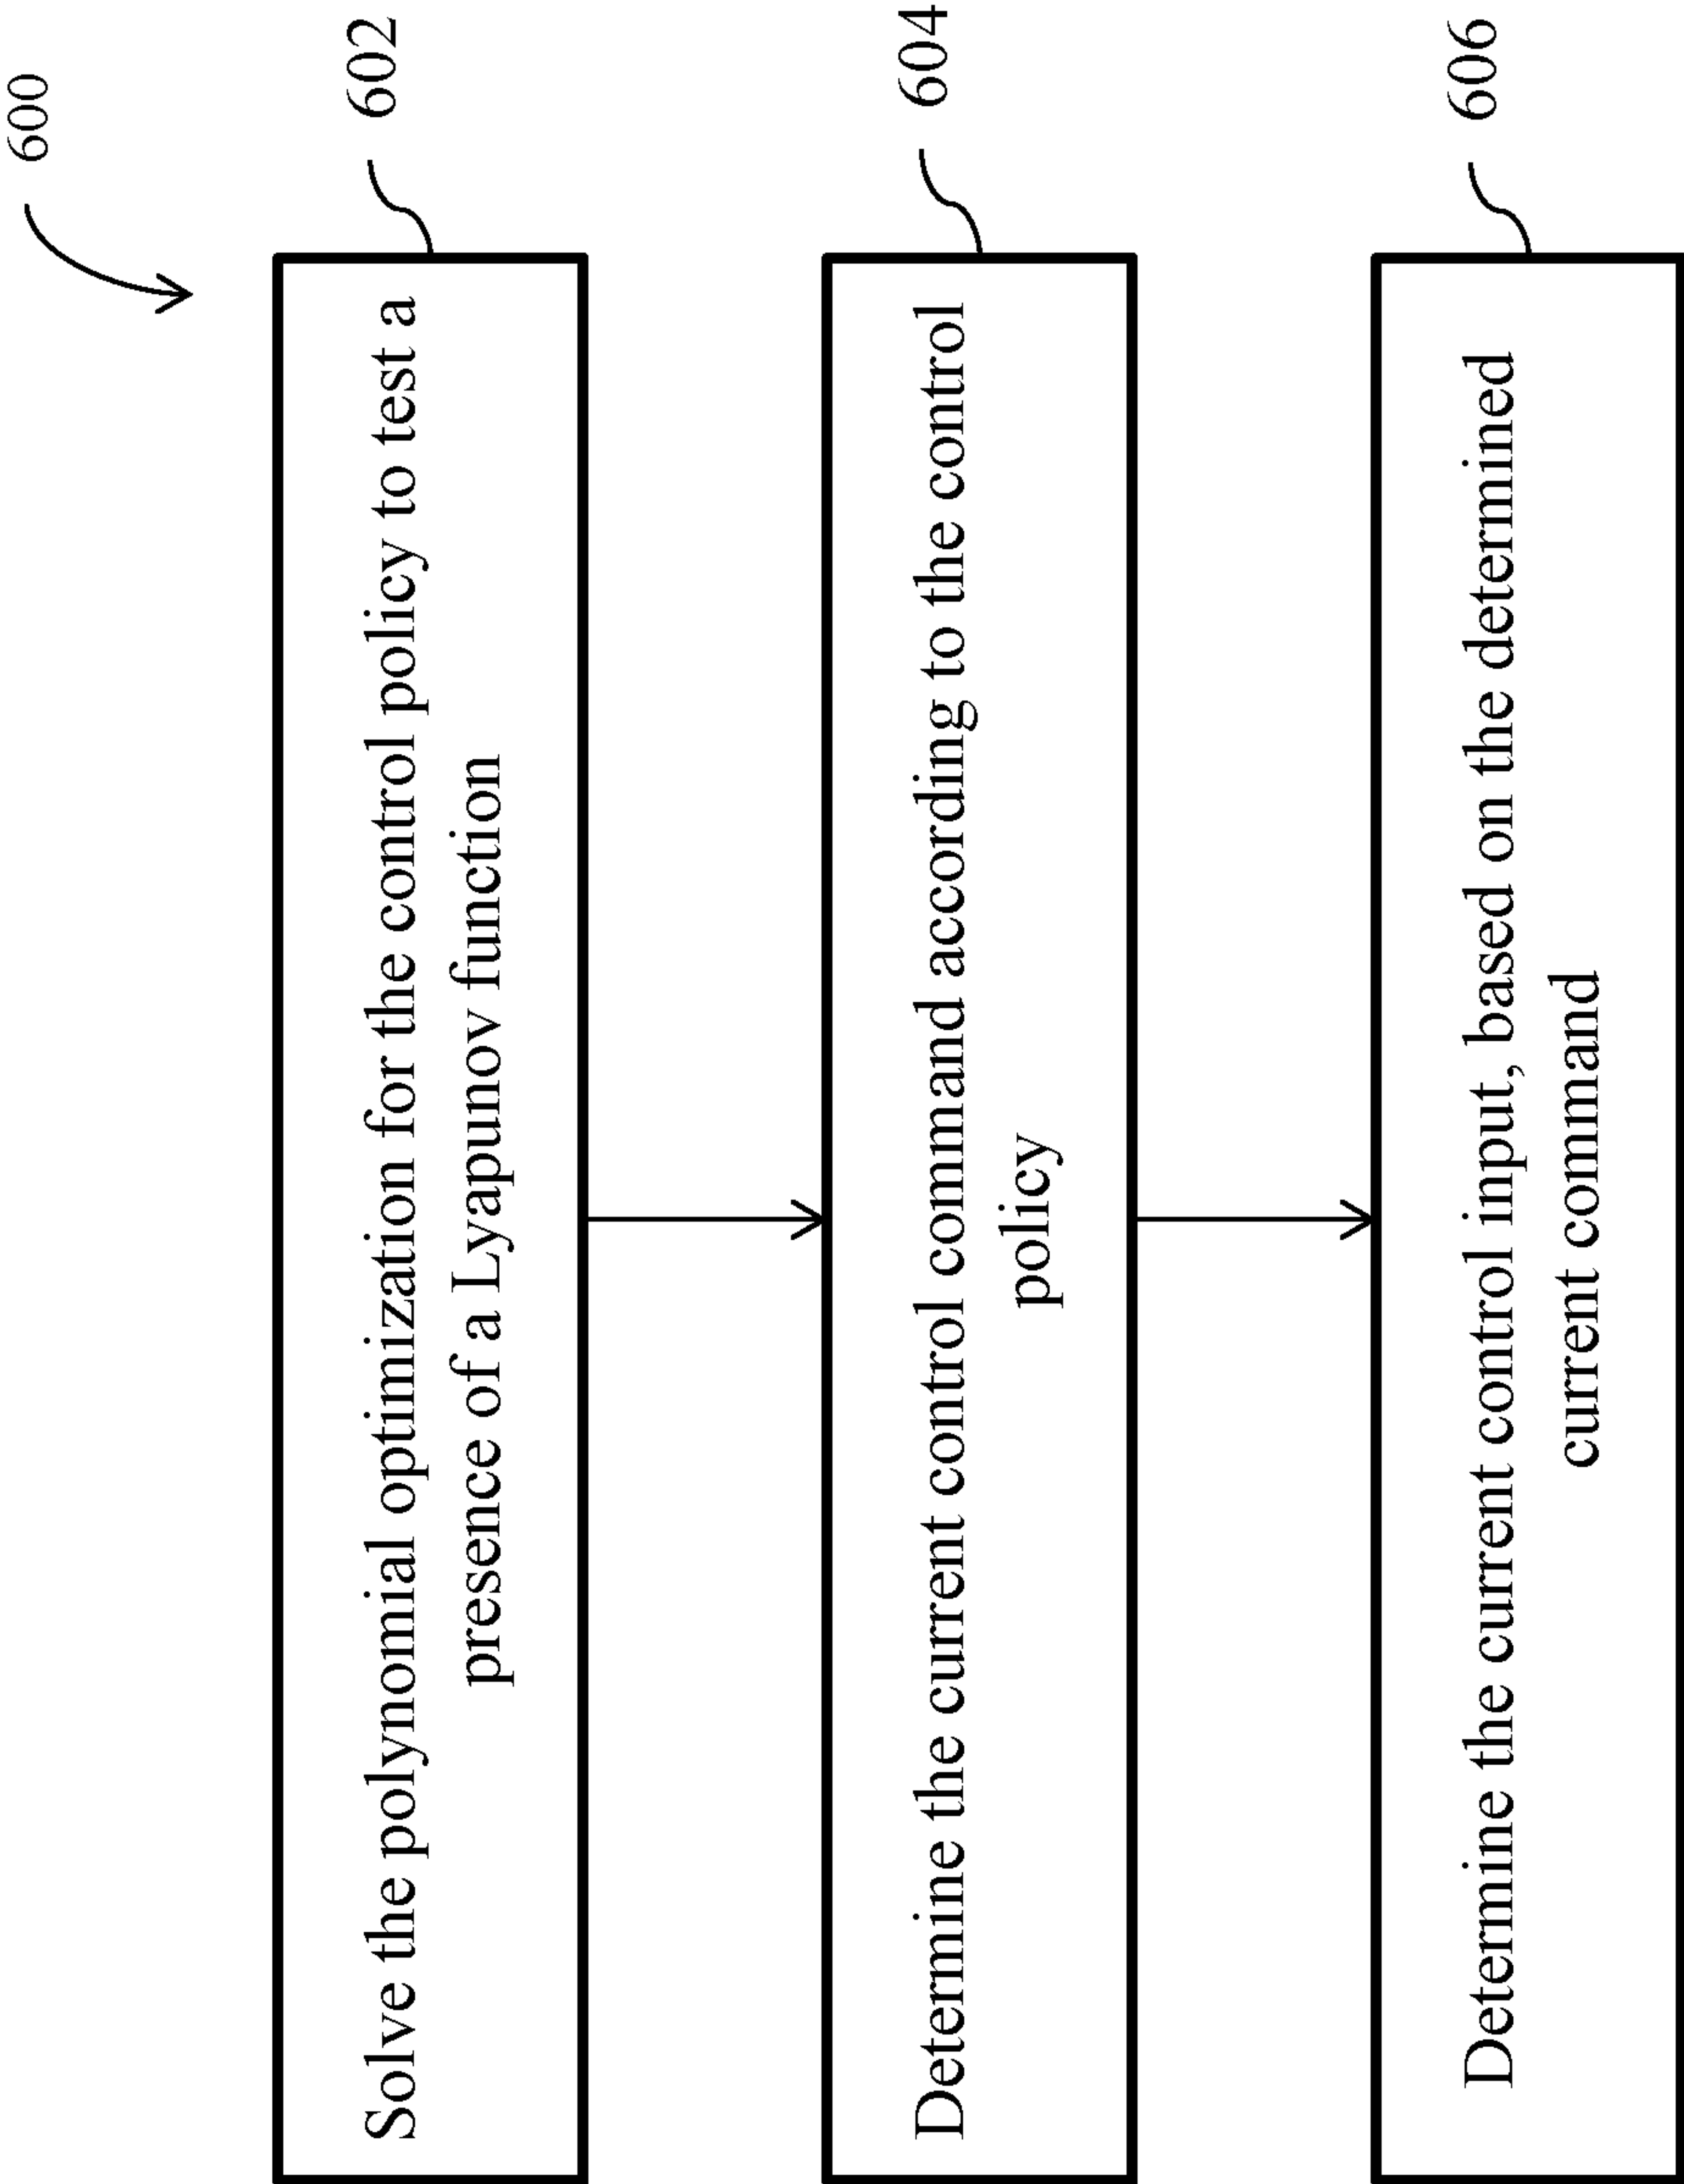 600
Solve the polynomial optimization for the control policy to test a
presence of a Lyapunov function
602
Determine the current control command according to the control
policy
604
Determine the current control input, based on the determined
current command
606